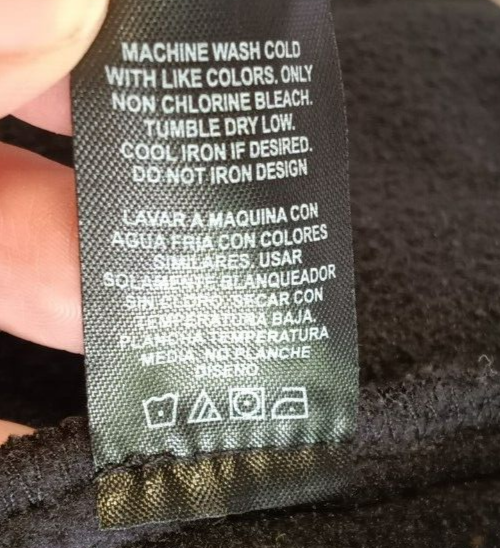 MACHINE WASH COLD
WITH LIKE COLORS. ONLY
NON CHLORINE BLEACH.
TUMBLE DRY LOW.
COOL IRON IF DESIRED.
DO NOT IRON DESIGN
LAVAR A MAQUINA CON
AGUA FRIA CON COLORES
SIMILARES, USAR
SOLAMENTE BLANQUEADOR
SIN CLORO, SECAR CON
TEMPERATURA BAJA.
PLANCHA TEMPERATURA
MEDIA, NO PLANCHE
DISENO